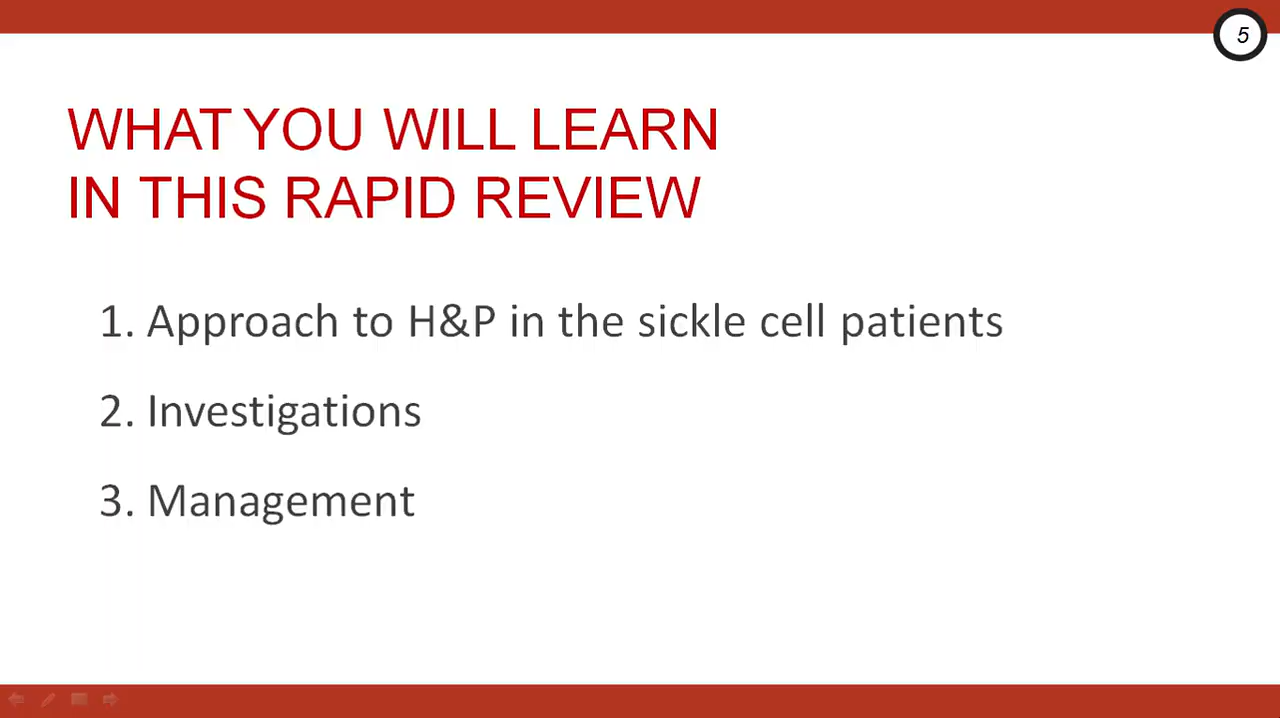 5
WHAT YOU WILL LEARN
IN THIS RAPID REVIEW
1. Approach to H&P in the sickle cell patients
2. Investigations
3. Management